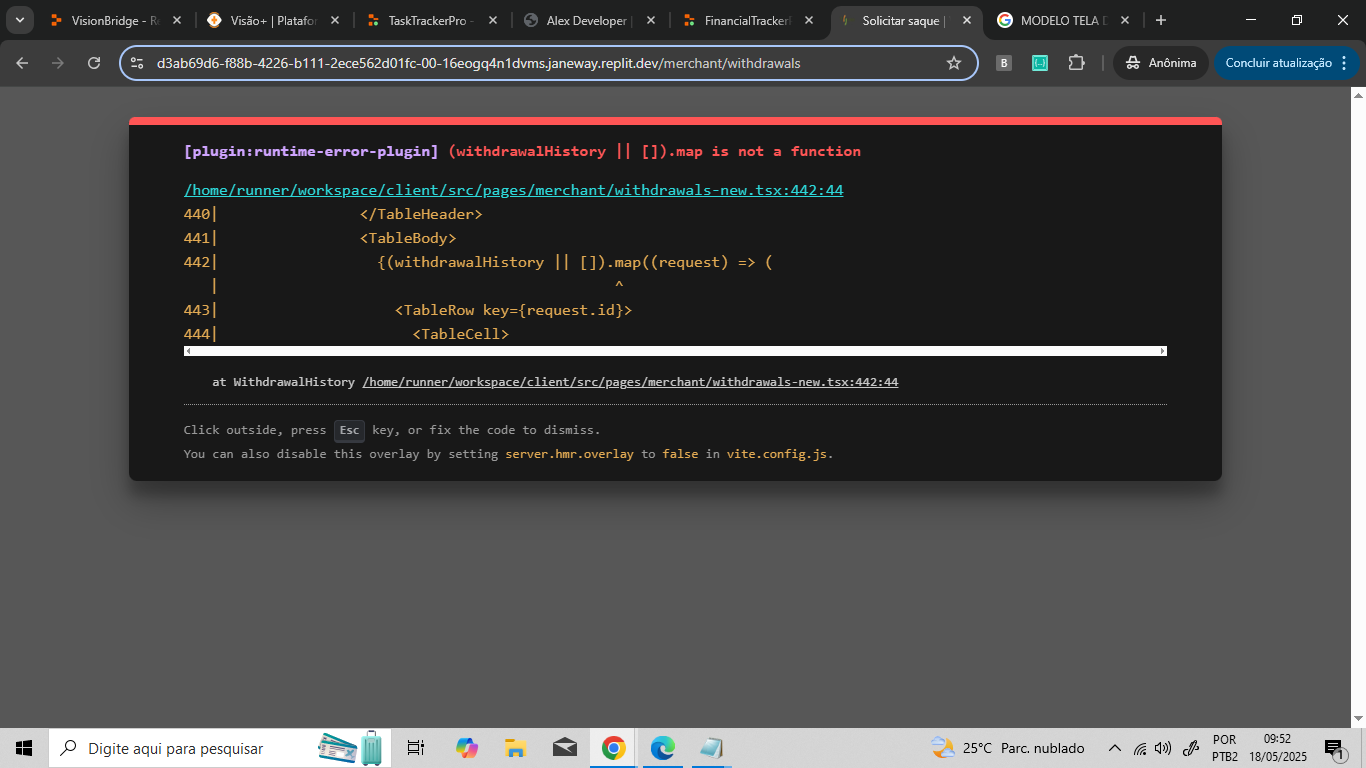 VisionBridge - Re
Visão+ | Platafor
TaskTrackerPro -
Alex Developer |
FinancialTrackerP
Solicitar saque |
MODELO TELA D
d3ab69d6-f88b-4226-b111-2ece562d01fc-00-16eogq4n1dvms.janeway.replit.dev/merchant/withdrawals
B
Anônima
Concluir atualização
[plugin:runtime-error-plugin] (withdrawalHistory || []).map is not a function
/home/runner/workspace/client/src/pages/merchant/withdrawals-new.tsx:442:44
440| </TableHeader>
441| <TableBody>
442| {(withdrawalHistory || []).map((request) => (
| ^
443| <TableRow key={request.id}>
444| <TableCell>
at WithdrawalHistory /home/runner/workspace/client/src/pages/merchant/withdrawals-new.tsx:442:44
Click outside, press Esc key, or fix the code to dismiss.
You can also disable this overlay by setting server.hmr.overlay to false in vite.config.js.
Digite aqui para pesquisar
25°C Parc. nublado
POR
PTB2
09:52
18/05/2025
1